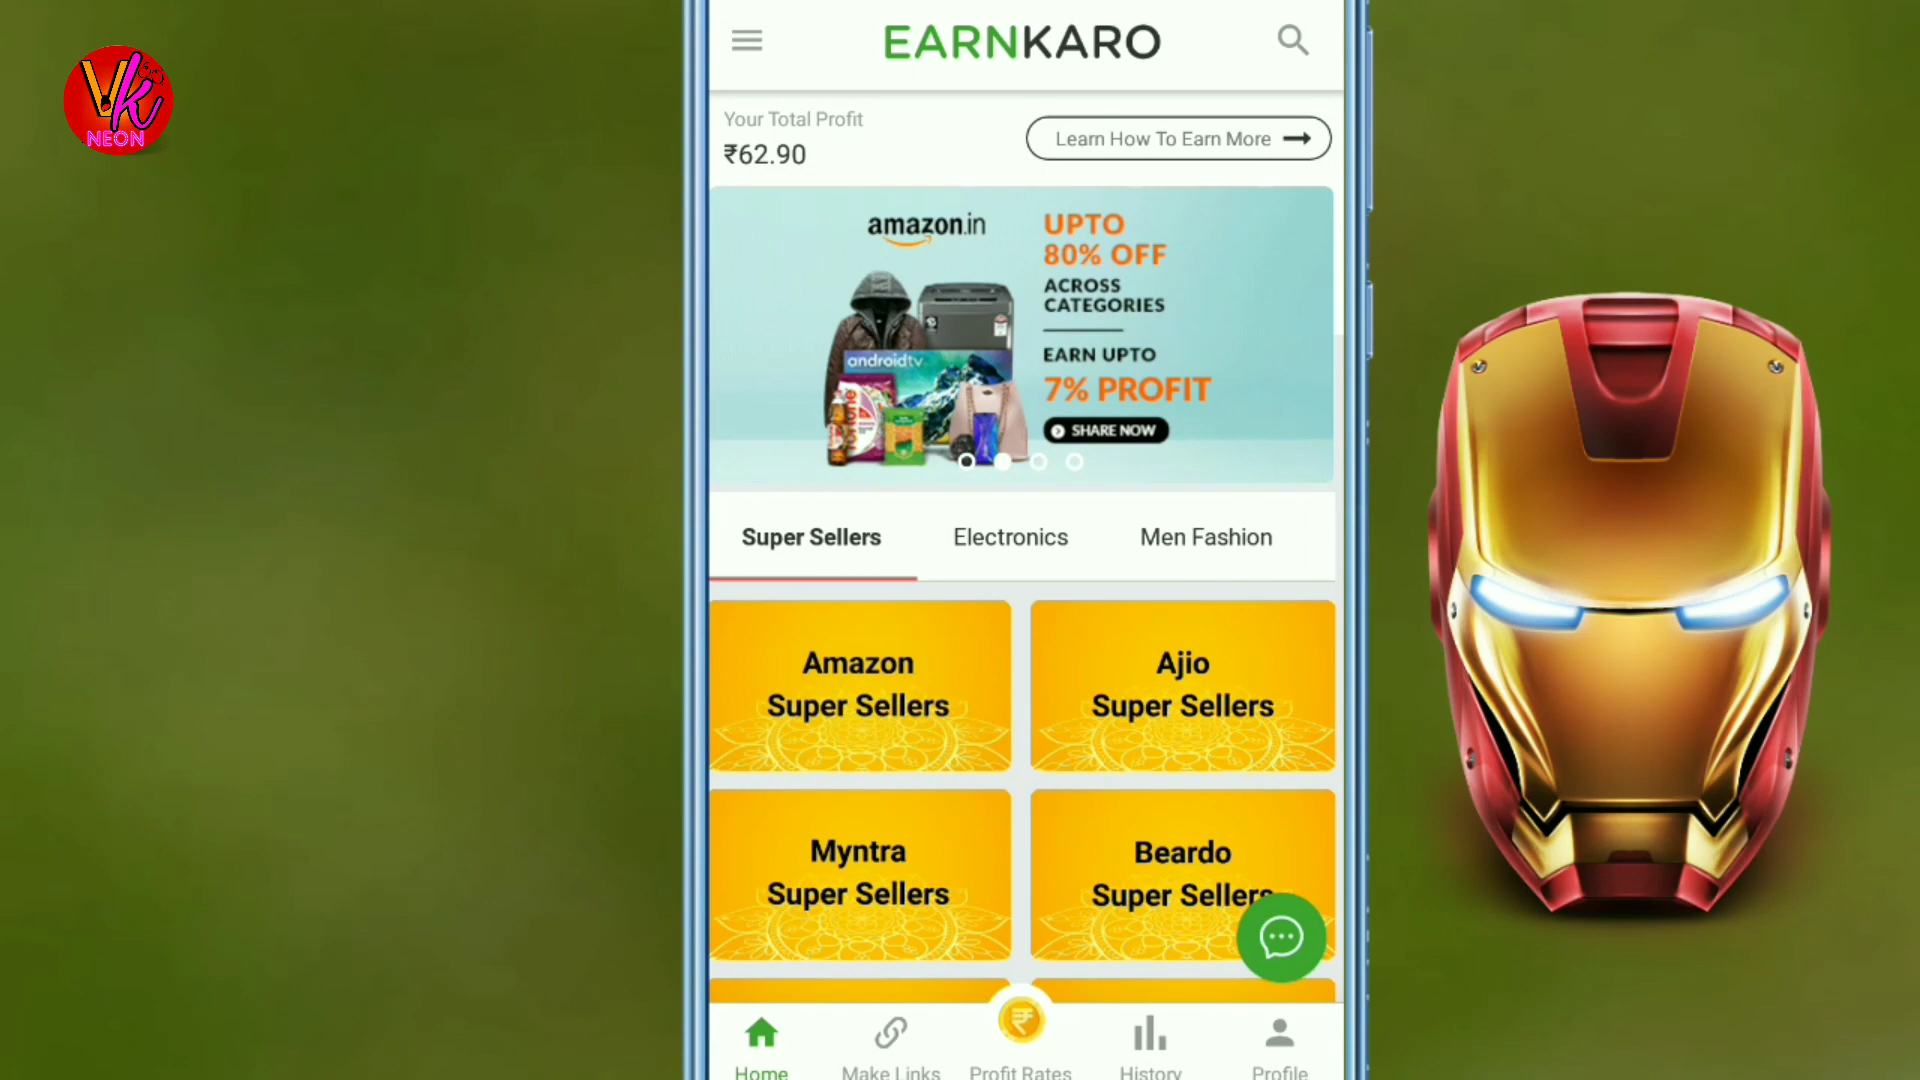 Vk
NEON
EARNKARO
Your Total Profit
₹62.90
Learn How To Earn More
amazon.in
UPTO
80% OFF
ACROSS
CATEGORIES
EARN UPTO
7% PROFIT
SHARE NOW
androidtv
fortune
Super Sellers
Electronics
Men Fashion
Amazon
Super Sellers
Ajio
Super Sellers
Myntra
Super Sellers
Beardo
Super Sellers
Home
Make Links
Profit Rates
History
Profile